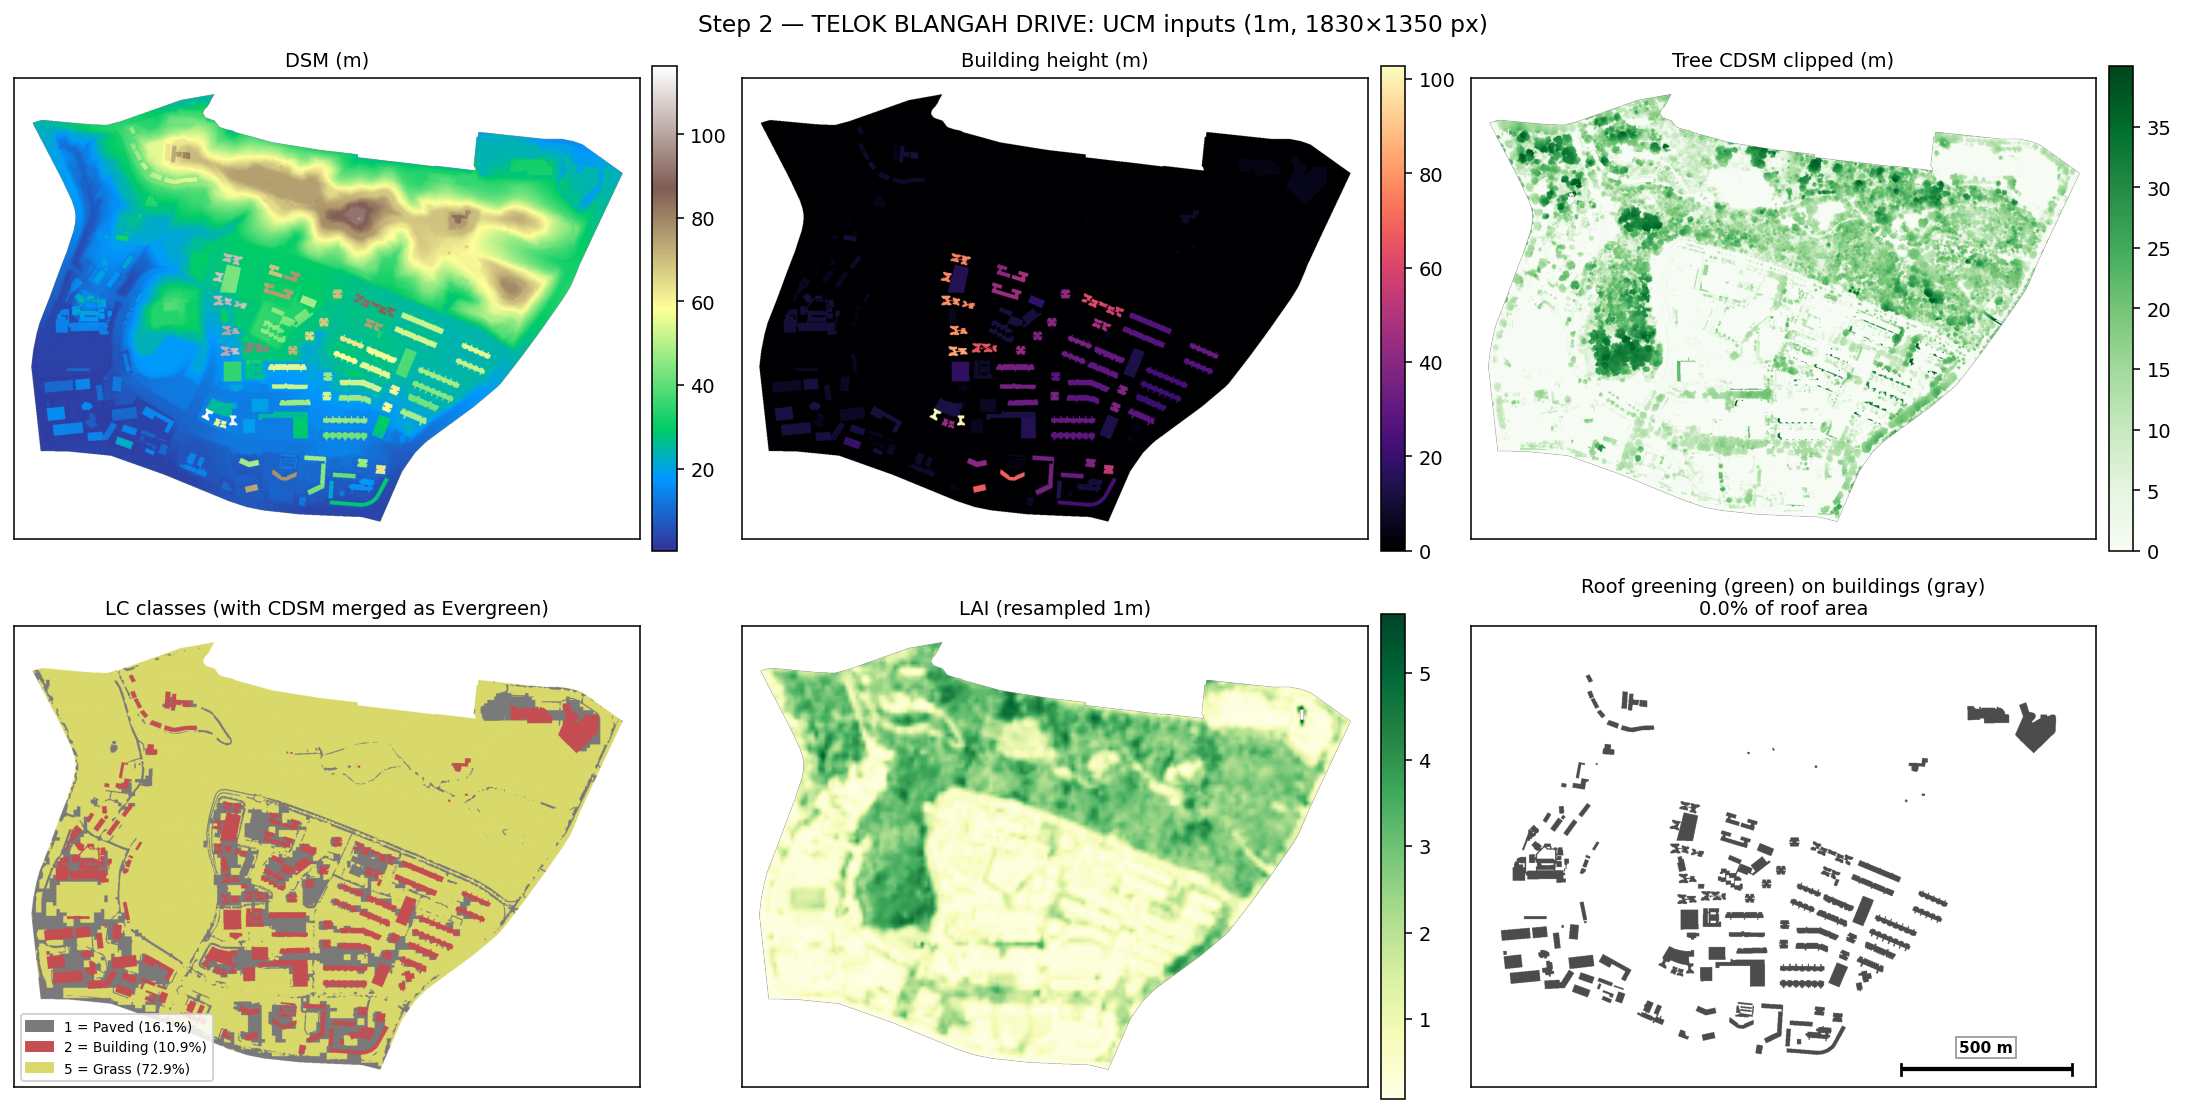 Step 2 — TELOK BLANGAH DRIVE: UCM inputs (1m, 1830×1350 px)
DSM (m)
100
80
60
40
20
Building height (m)
100
80
60
40
20
0
Tree CDSM clipped (m)
35
30
25
20
15
10
5
0
LC classes (with CDSM merged as Evergreen)
1 = Paved (16.1%)
2 = Building (10.9%)
5 = Grass (72.9%)
LAI (resampled 1m)
5
4
3
2
1
Roof greening (green) on buildings (gray)
0.0% of roof area
500 m